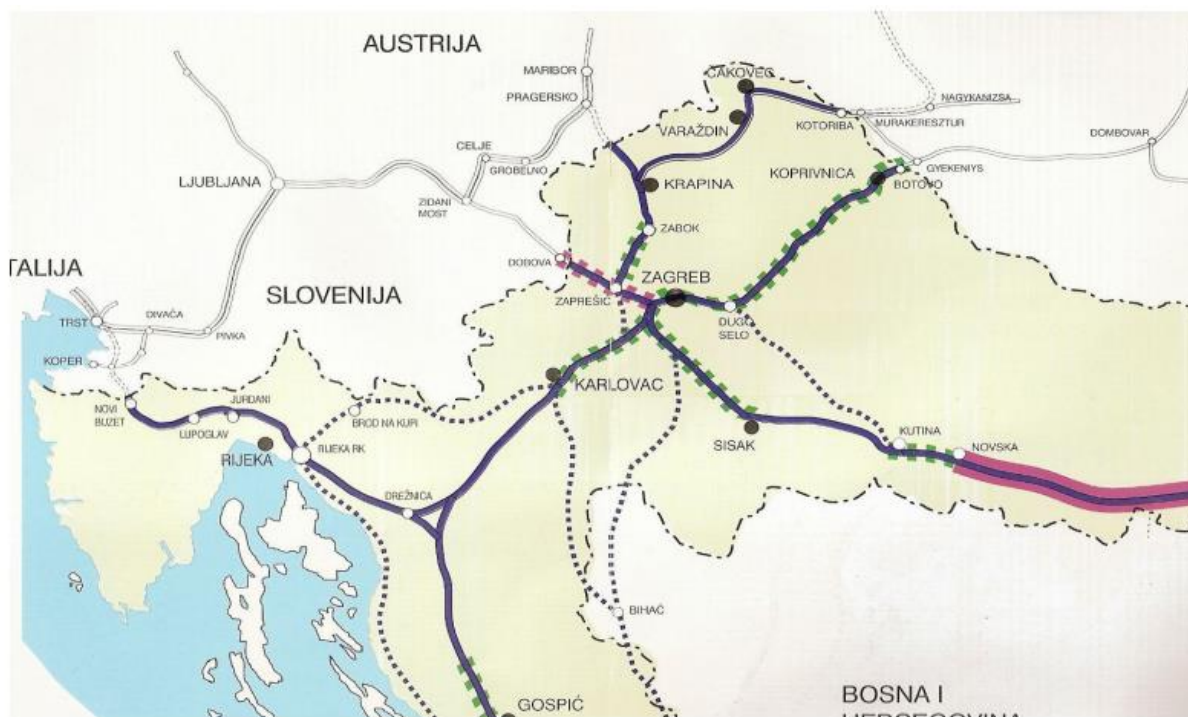 AUSTRIJA
MARIBOR
PRAGERSKO
ČAKOVEC
NAGYKANIZSA
VARAŽDIN
KOTORIBA
MURAKERESZTUR
DOMBOVAR
CELJE
GROBELNO
KOPRIVNICA
GYEKENIYS
LJUBLJANA
KRAPINA
BOTOVO
ZIDANI
MOST
ZABOK
DOBOVA
TALIJA
SLOVENIJA
ZAGREB
ZAPREŠIĆ
TRST
DIVAČA
PIVKA
DUGO
SELO
KOPER
KARLOVAC
NOVI
BUZET
JURDANI
LUPOGLAV
BROD NA KUPI
RIJEKA
RIJEKA RK
SISAK
KUTINA
NOVSKA
DREŽNICA
BIHAĆ
GOSPIĆ
BOSNA I
HERCEGOVINA